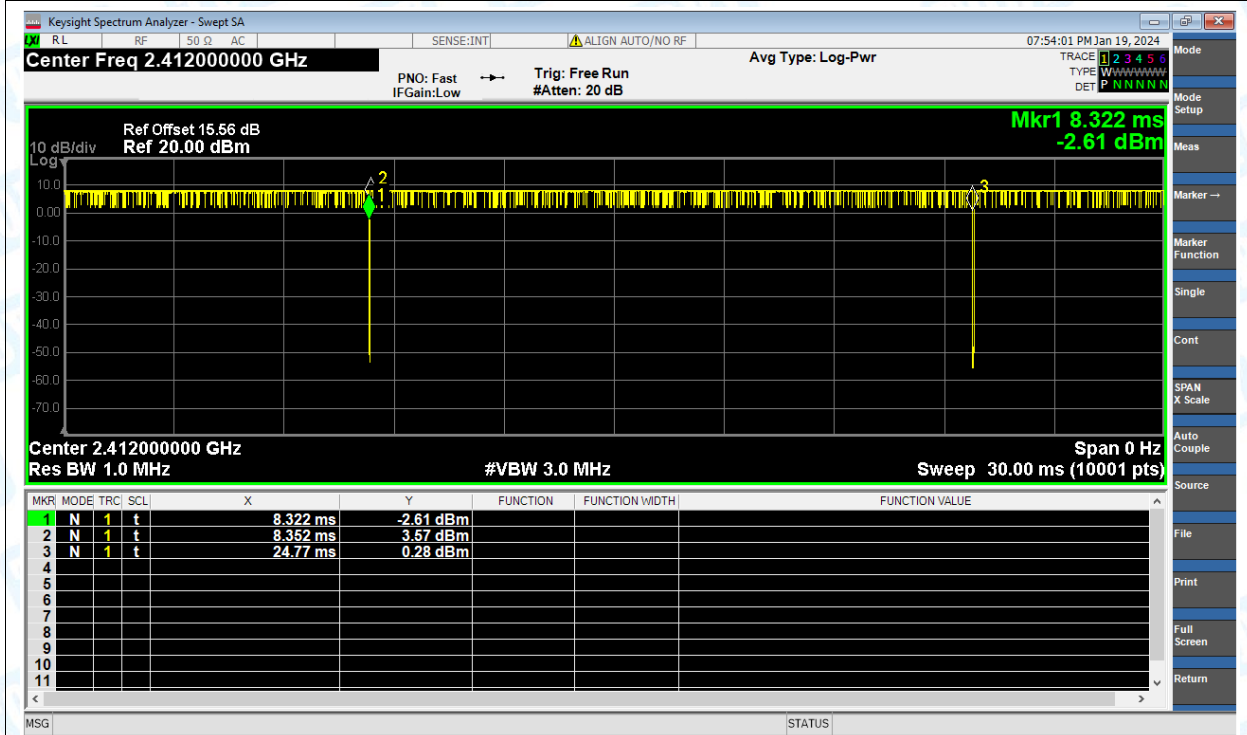 Keysight Spectrum Analyzer - Swept SA
LXI RL RF 50 Ω AC SENSE:INT ALIGN AUTO/NO RF 07:54:01 PM Jan 19, 2024
Center Freq 2.412000000 GHz
PNO: Fast
IFGain:Low
Trig: Free Run
#Atten: 20 dB
Avg Type: Log-Pwr
TRACE 1 2 3 4 5 6
TYPE WWWWWW
DET P NNNNN
Ref Offset 15.56 dB
10 dB/div Ref 20.00 dBm
Log
Mkr1 8.322 ms
-2.61 dBm
10.0
0.00
-10.0
-20.0
-30.0
-40.0
-50.0
-60.0
-70.0
2
1
3
Center 2.412000000 GHz Span 0 Hz
Res BW 1.0 MHz #VBW 3.0 MHz Sweep 30.00 ms (10001 pts)
MKR MODE TRC SCL X Y FUNCTION FUNCTION WIDTH FUNCTION VALUE
1 N 1 t 8.322 ms -2.61 dBm
2 N 1 t 8.352 ms 3.57 dBm
3 N 1 t 24.77 ms 0.28 dBm
4
5
6
7
8
9
10
11
MSG STATUS
Mode
Mode
Setup
Meas
Marker →
Marker
Function
Single
Cont
SPAN
X Scale
Auto
Couple
Source
File
Print
Full
Screen
Return